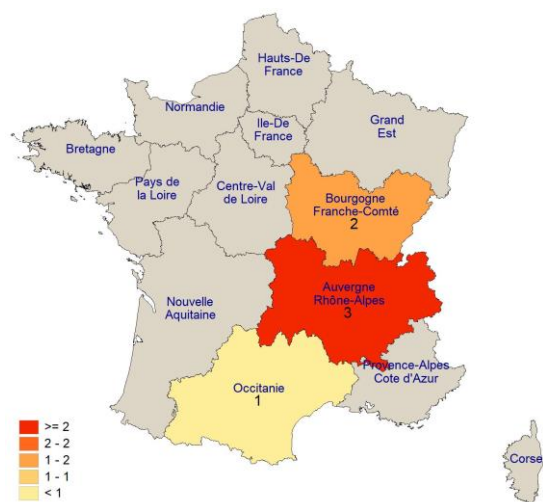 Hauts-De
France
Normandie
Ile-De
France
Grand
Est
Bretagne
Pays de
la Loire
Centre-Val
de Loire
Bourgogne
Franche-Comté
2
Auvergne
Rhône-Alpes
3
Nouvelle
Aquitaine
Provence-Alpes
Cote d'Azur
Occitanie
1
Corse
>= 2
2 - 2
1 - 2
1 - 1
< 1